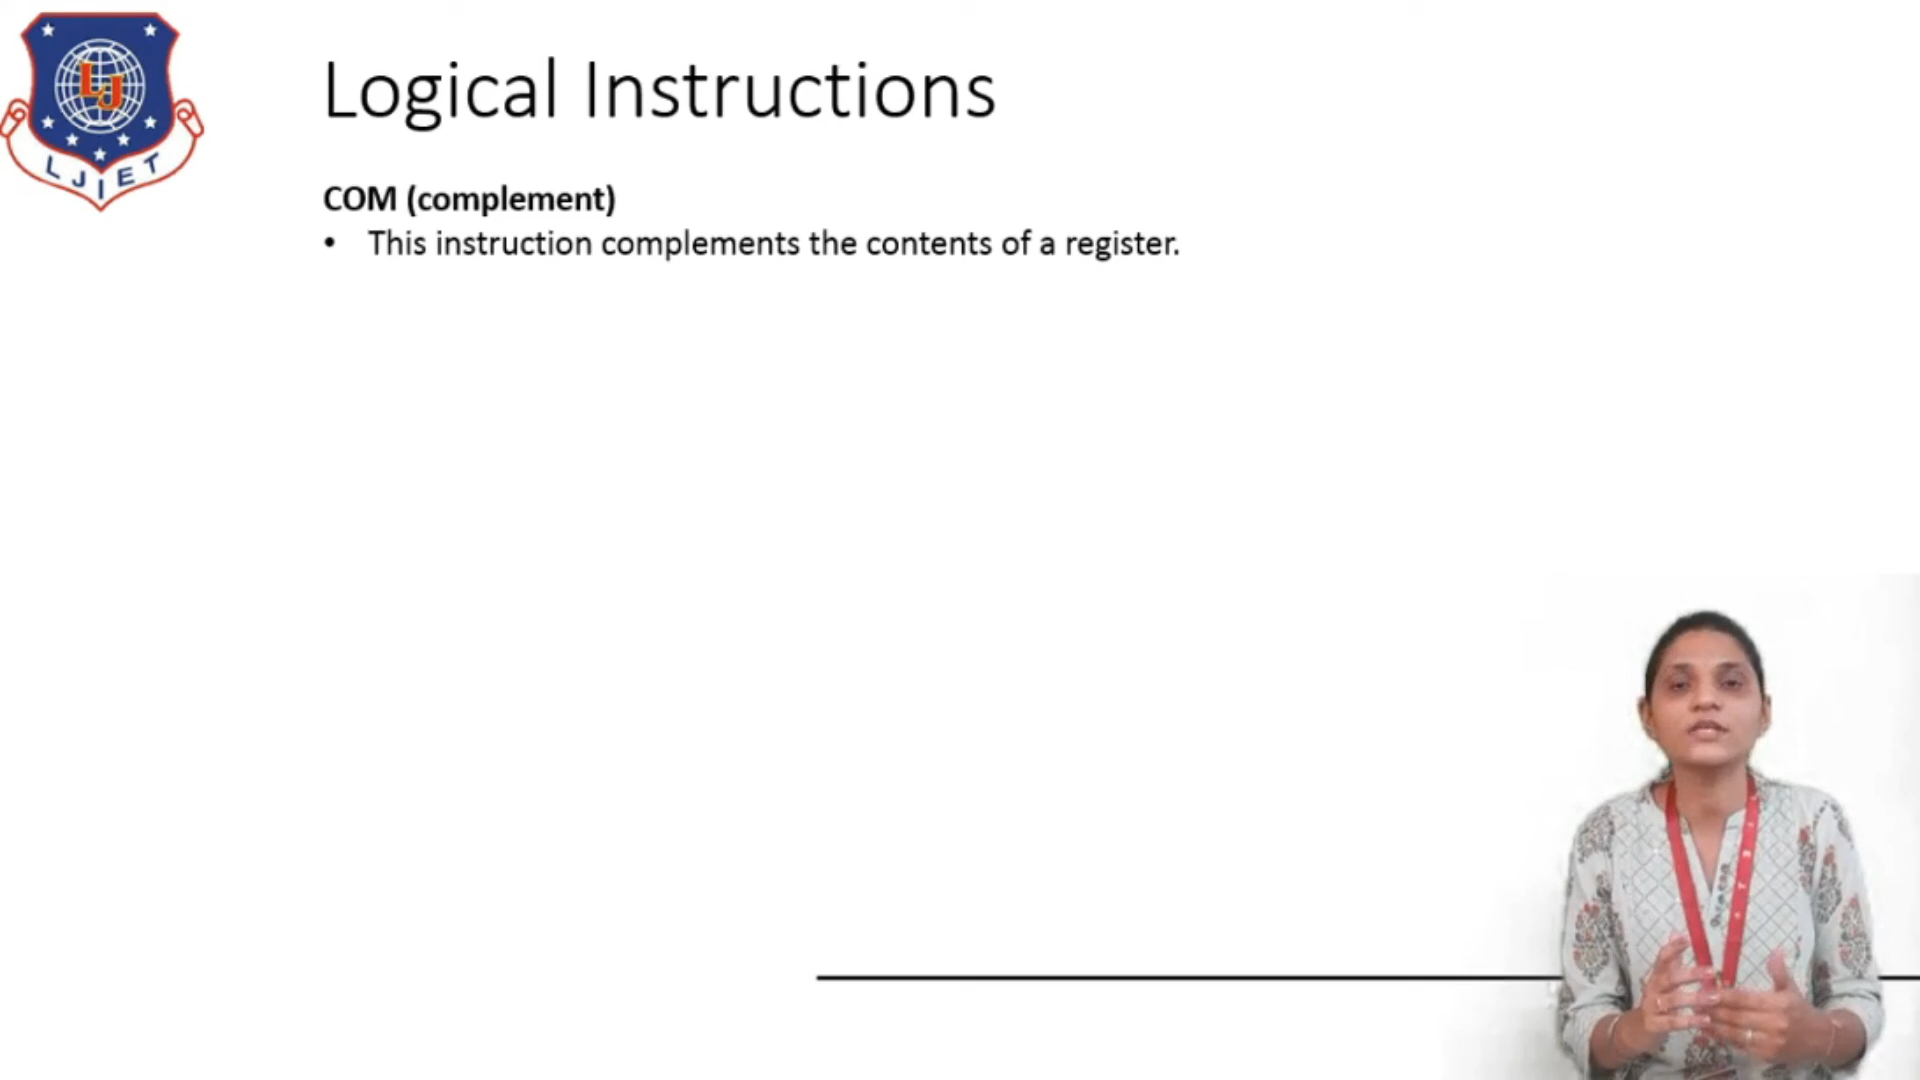 LJ
LJIET
Logical Instructions
COM (complement)
• This instruction complements the contents of a register.